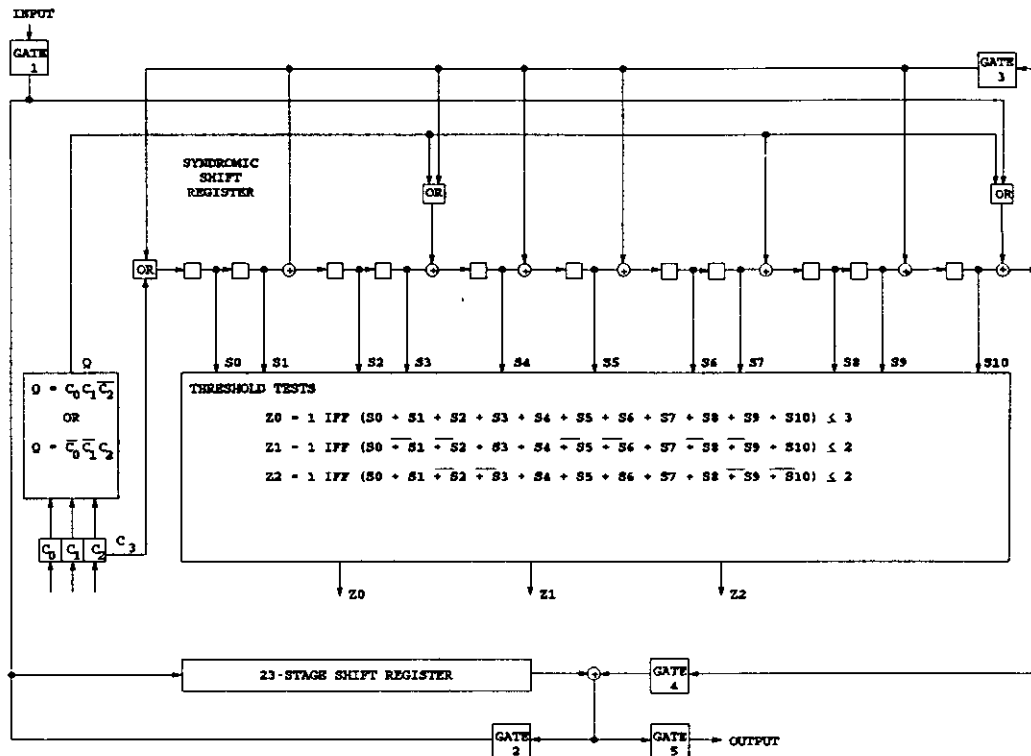 INPUT
GATE
1
GATE
3
SYNDROMIC
SHIFT
REGISTER
OR
OR
OR
Ω
S0 S1 S2 S3 S4 S5 S6 S7 S8 S9 S10
Ω = C0 C1 C̅2̅
OR
Ω = C̅0 C̅1 C2
THRESHOLD TESTS
Z0 = 1 IFF (S0 + S1 + S2 + S3 + S4 + S5 + S6 + S7 + S8 + S9 + S10) ≤ 3
Z1 = 1 IFF (S0 + S̅1 + S̅2 + S3 + S4 + S̅5 + S̅6 + S7 + S̅8 + S̅9 + S10) ≤ 2
Z2 = 1 IFF (S0 + S1 + S̅2 + S̅3 + S4 + S5 + S6 + S7 + S8 + S̅9 + S̅10) ≤ 2
C0 C1 C2 C3
Z0 Z1 Z2
23-STAGE SHIFT REGISTER
GATE
4
GATE
2
GATE
5
OUTPUT